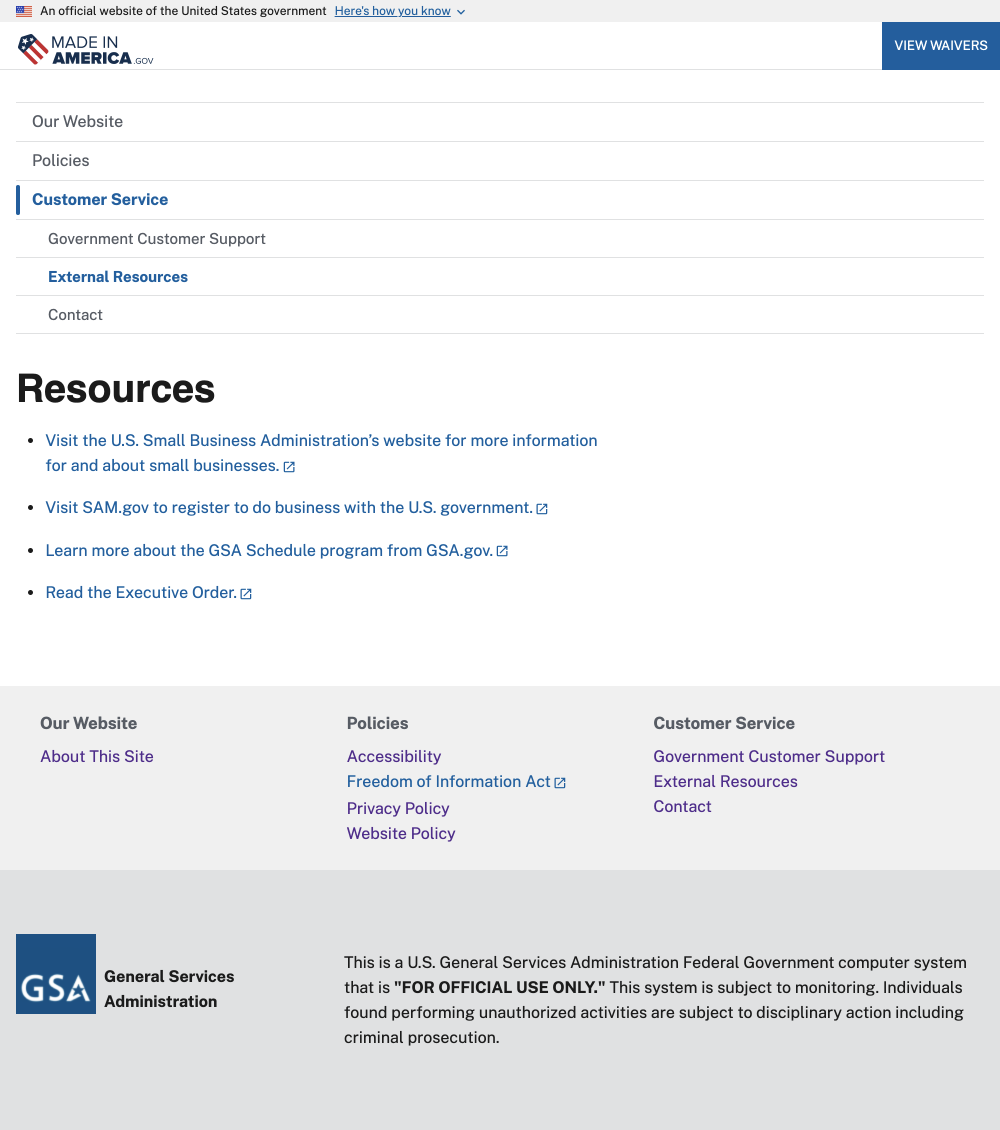 An official website of the United States government Here's how you know
MADE IN
AMERICA.GOV
VIEW WAIVERS
Our Website
Policies
Customer Service
Government Customer Support
External Resources
Contact
Resources
Visit the U.S. Small Business Administration's website for more information
for and about small businesses.
Visit SAM.gov to register to do business with the U.S. government.
Learn more about the GSA Schedule program from GSA.gov.
Read the Executive Order.
Our Website
About This Site
Policies
Accessibility
Freedom of Information Act
Privacy Policy
Website Policy
Customer Service
Government Customer Support
External Resources
Contact
GSA
General Services
Administration
This is a U.S. General Services Administration Federal Government computer system
that is "FOR OFFICIAL USE ONLY." This system is subject to monitoring. Individuals
found performing unauthorized activities are subject to disciplinary action including
criminal prosecution.